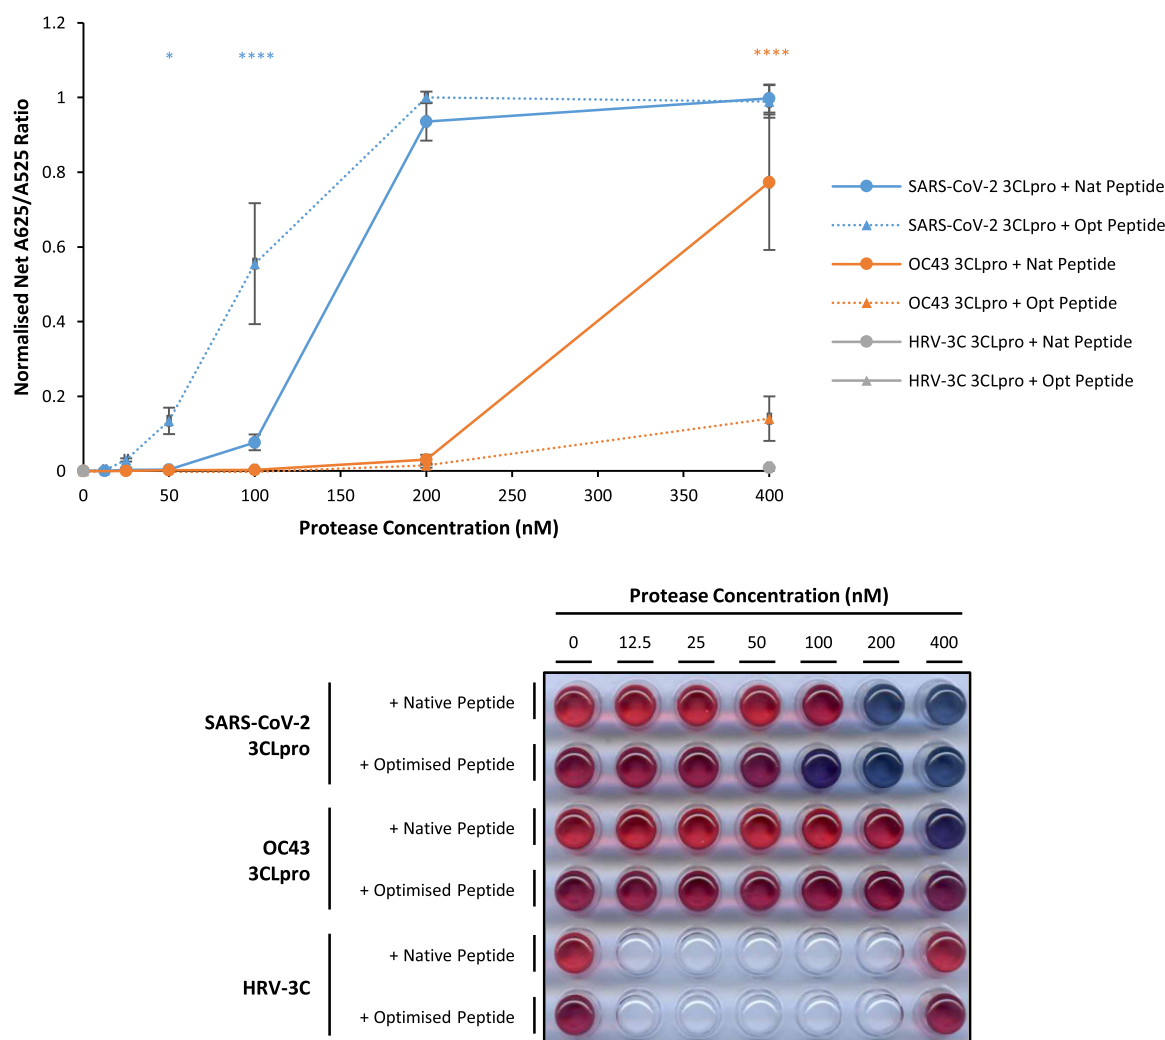 1.2
* **** ****
1
0.8
0.6
0.4
0.2
0
Normalised Net A625/A525 Ratio
0 50 100 150 200 250 300 350 400
Protease Concentration (nM)
SARS-CoV-2 3CLpro + Nat Peptide
SARS-CoV-2 3CLpro + Opt Peptide
OC43 3CLpro + Nat Peptide
OC43 3CLpro + Opt Peptide
HRV-3C 3CLpro + Nat Peptide
HRV-3C 3CLpro + Opt Peptide
Protease Concentration (nM)
0 12.5 25 50 100 200 400
SARS-CoV-2
3CLpro
+ Native Peptide
+ Optimised Peptide
OC43
3CLpro
+ Native Peptide
+ Optimised Peptide
HRV-3C
+ Native Peptide
+ Optimised Peptide